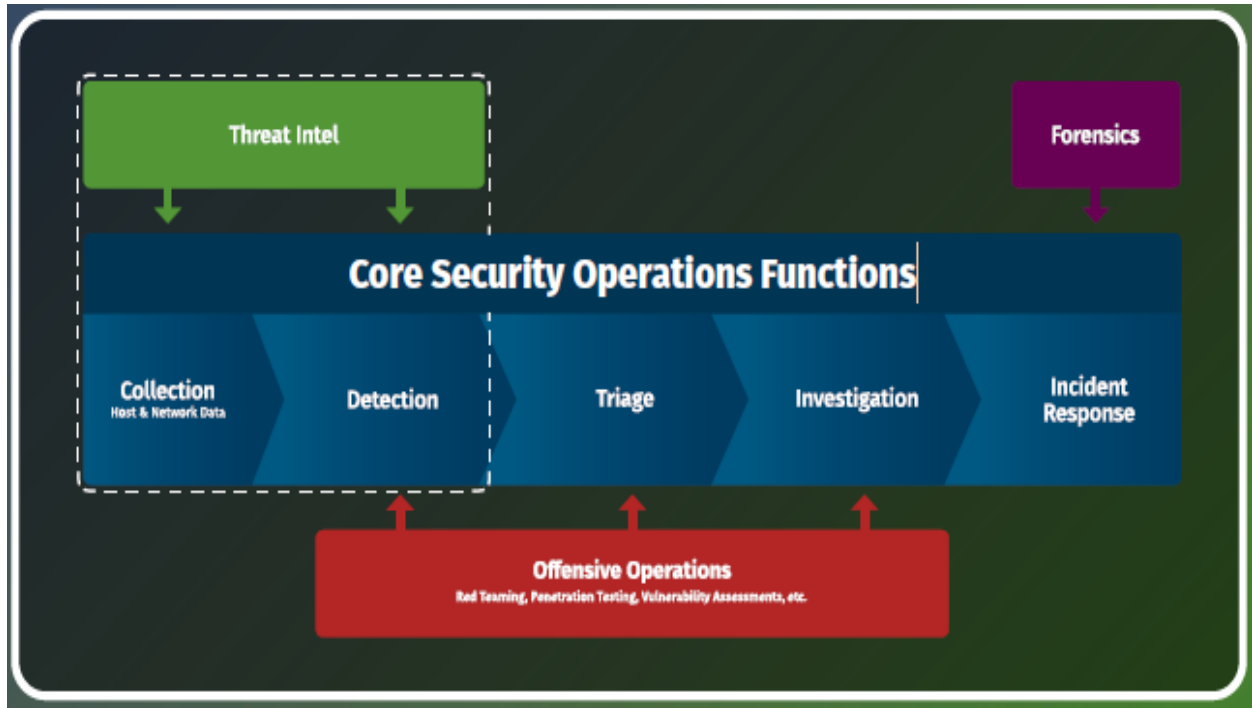 Threat Intel
Forensics
Core Security Operations Functions
Collection
Host & Network Data
Detection
Triage
Investigation
Incident
Response
Offensive Operations
Red Teaming, Penetration Testing, Vulnerability Assessments, etc.